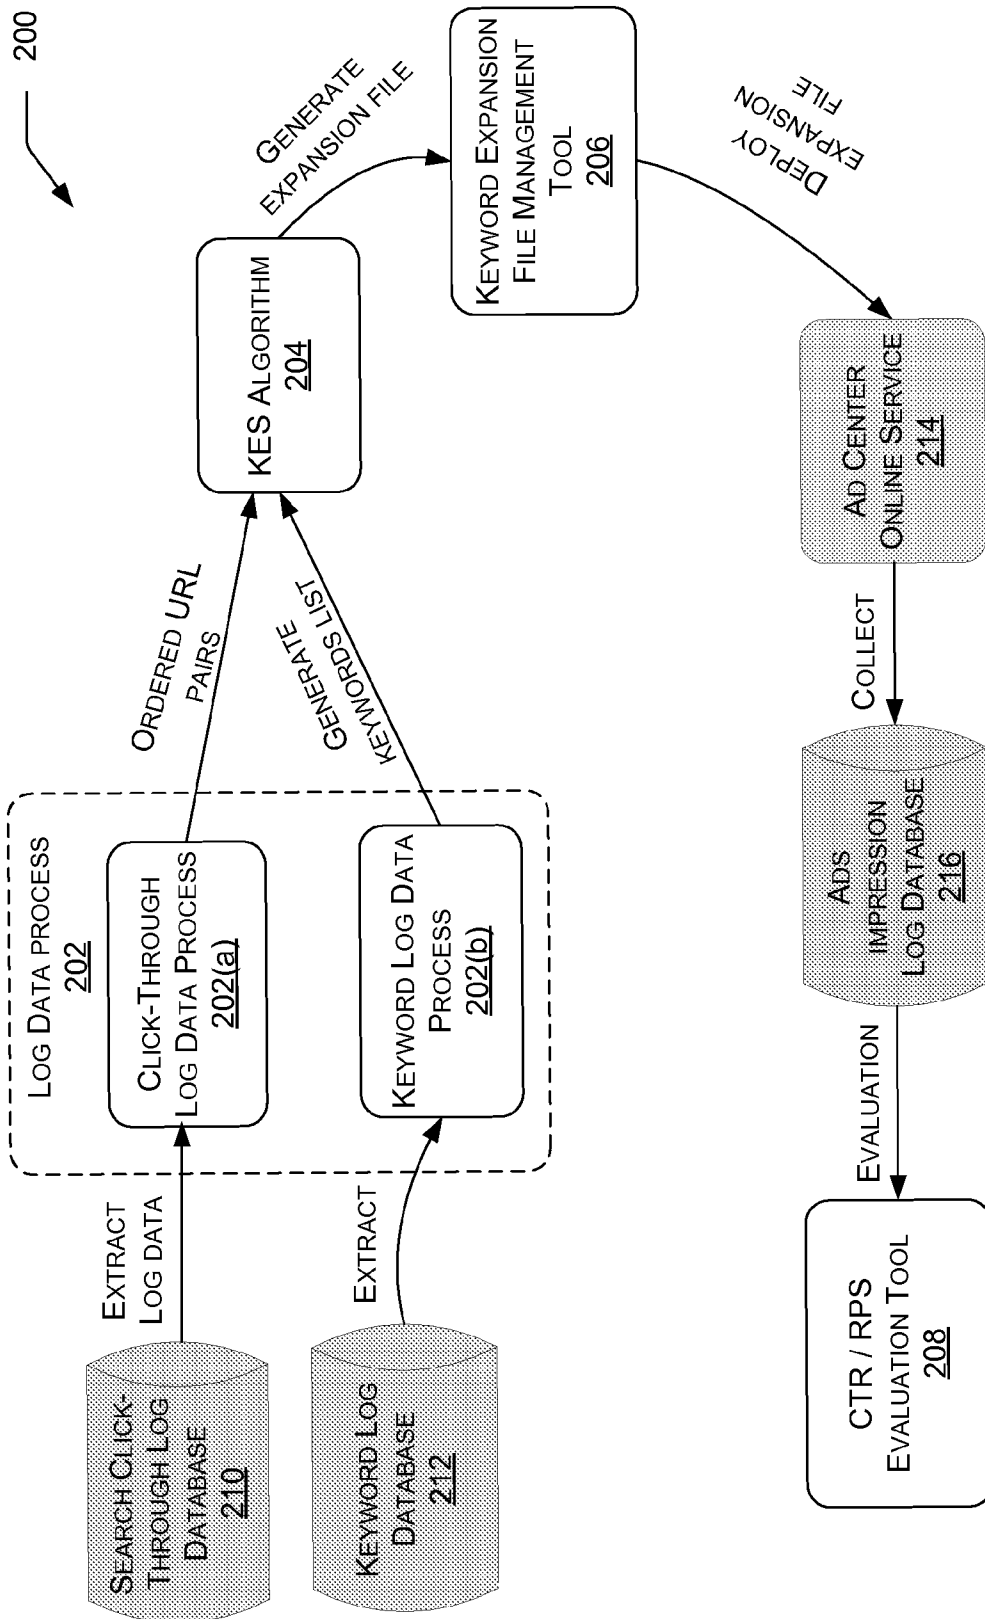 200
LOG DATA PROCESS
202
SEARCH CLICK-
THROUGH LOG
DATABASE
210
EXTRACT
LOG DATA
CLICK-THROUGH
LOG DATA PROCESS
202(a)
ORDERED URL
PAIRS
KEYWORD LOG
DATABASE
212
EXTRACT
KEYWORD LOG DATA
PROCESS
202(b)
GENERATE
KEYWORDS LIST
KES ALGORITHM
204
GENERATE
EXPANSION FILE
KEYWORD EXPANSION
FILE MANAGEMENT
TOOL
206
DEPLOY
EXPANSION
FILE
AD CENTER
ONLINE SERVICE
214
COLLECT
ADS
IMPRESSION
LOG DATABASE
216
EVALUATION
CTR / RPS
EVALUATION TOOL
208